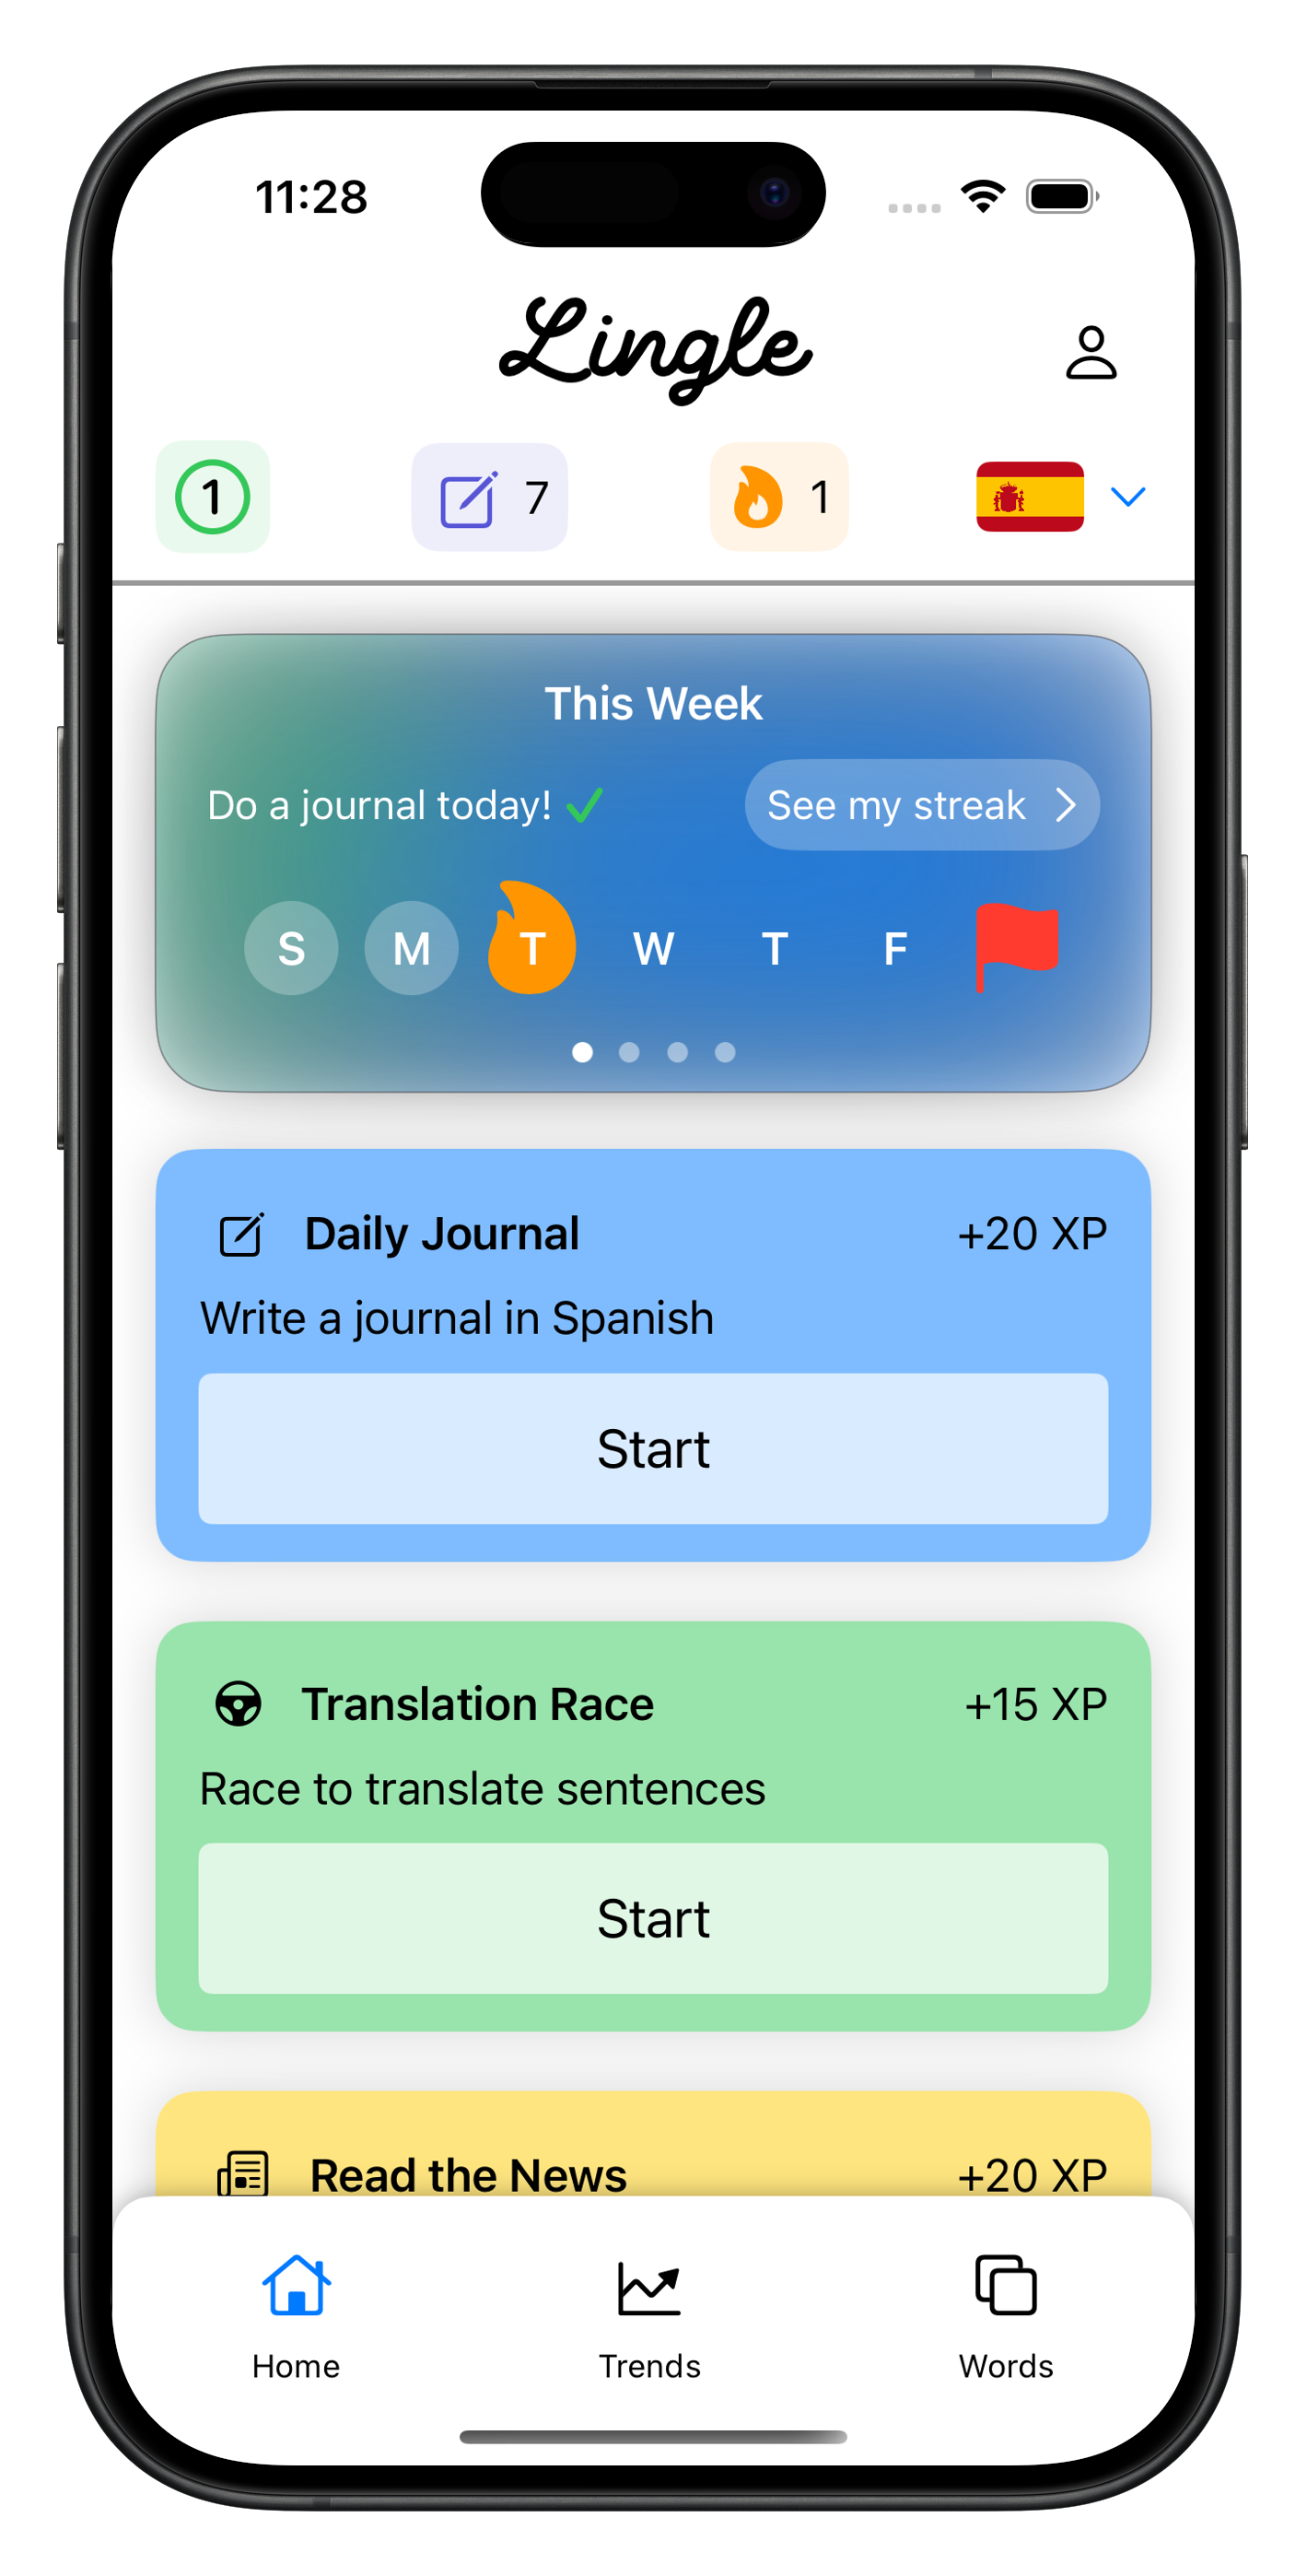 11:28
Lingle
1
7
1
This Week
Do a journal today!
See my streak
S M T W T F
Daily Journal
+20 XP
Write a journal in Spanish
Start
Translation Race
+15 XP
Race to translate sentences
Start
Read the News
+20 XP
Home
Trends
Words